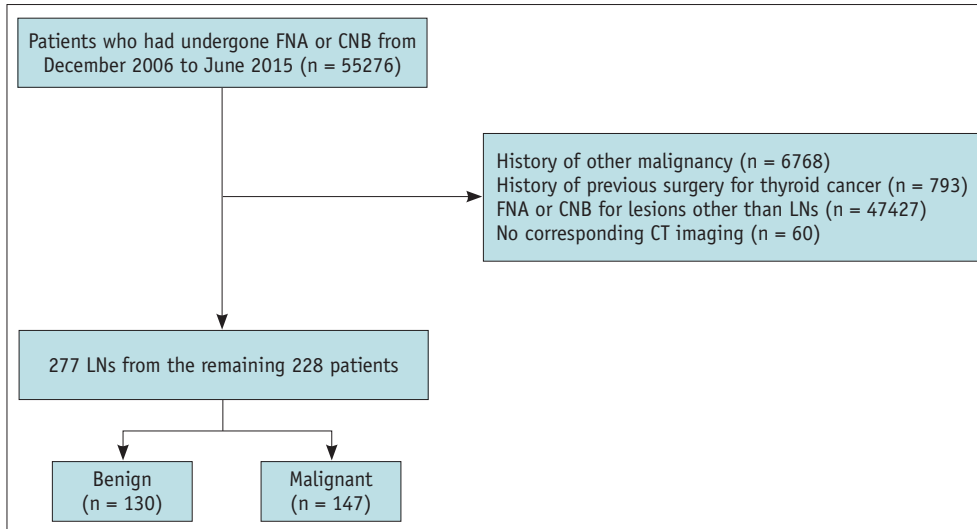 Patients who had undergone FNA or CNB from
December 2006 to June 2015 (n = 55276)
History of other malignancy (n = 6768)
History of previous surgery for thyroid cancer (n = 793)
FNA or CNB for lesions other than LNs (n = 47427)
No corresponding CT imaging (n = 60)
277 LNs from the remaining 228 patients
Benign
(n = 130)
Malignant
(n = 147)